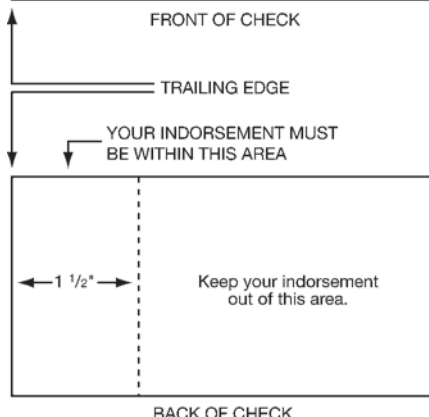 FRONT OF CHECK
TRAILING EDGE
YOUR INDORSEMENT MUST
BE WITHIN THIS AREA
1 1/2"
Keep your indorsement
out of this area.
BACK OF CHECK